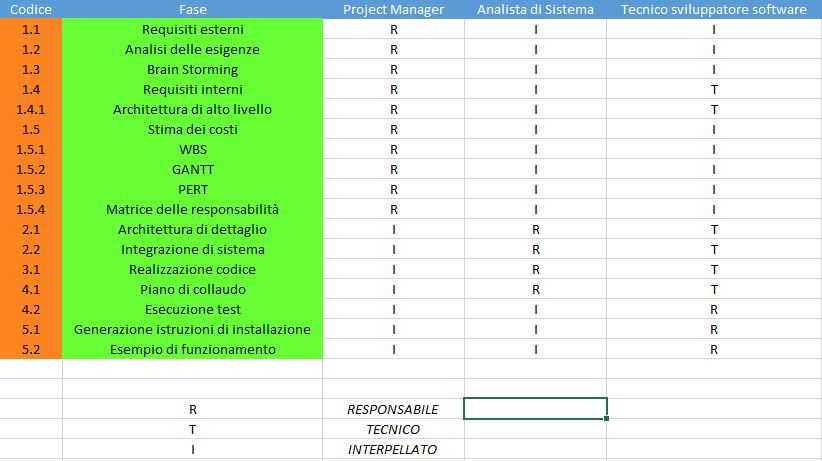 Codice Fase Project Manager Analista di Sistema Tecnico sviluppatore software
1.1 Requisiti esterni R I I
1.2 Analisi delle esigenze R I I
1.3 Brain Storming R I I
1.4 Requisiti interni R I T
1.4.1 Architettura di alto livello R I T
1.5 Stima dei costi R I I
1.5.1 WBS R I I
1.5.2 GANTT R I I
1.5.3 PERT R I I
1.5.4 Matrice delle responsabilità R I I
2.1 Architettura di dettaglio I R T
2.2 Integrazione di sistema I R T
3.1 Realizzazione codice I R T
4.1 Piano di collaudo I R T
4.2 Esecuzione test I I R
5.1 Generazione istruzioni di installazione I I R
5.2 Esempio di funzionamento I I R
R RESPONSABILE
T TECNICO
I INTERPELLATO